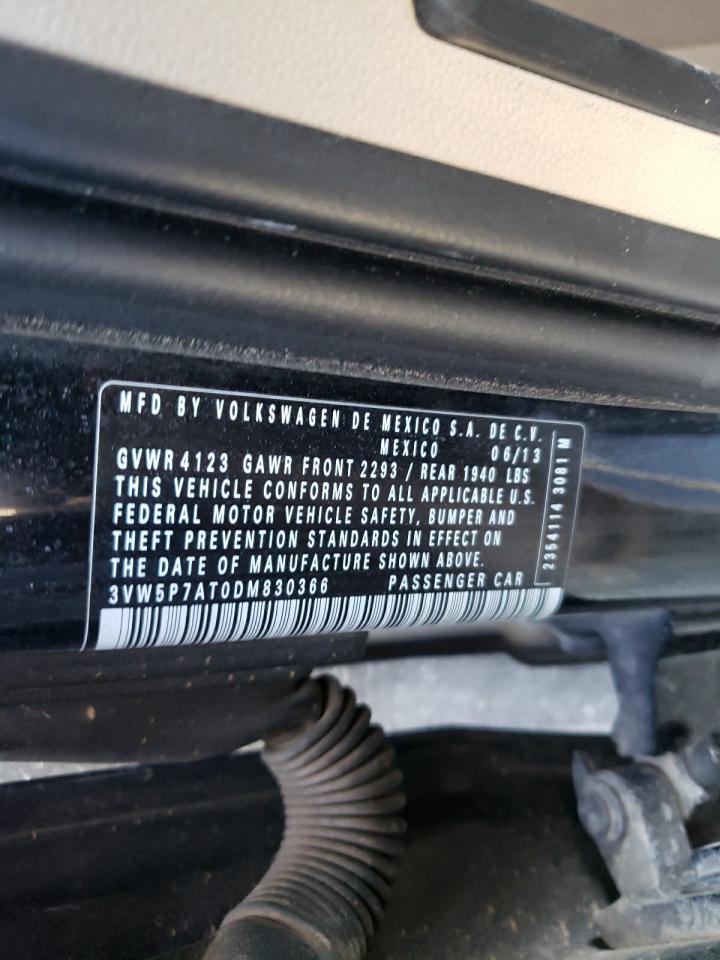 MFD BY VOLKSWAGEN DE MEXICO S.A. DE C.V.
MEXICO 06/13
GVWR 4123 GAWR FRONT 2293 / REAR 1940 LBS
THIS VEHICLE CONFORMS TO ALL APPLICABLE U.S.
FEDERAL MOTOR VEHICLE SAFETY, BUMPER AND
THEFT PREVENTION STANDARDS IN EFFECT ON
THE DATE OF MANUFACTURE SHOWN ABOVE.
3VW5P7AT0DM830366 PASSENGER CAR
2354114 3081 M